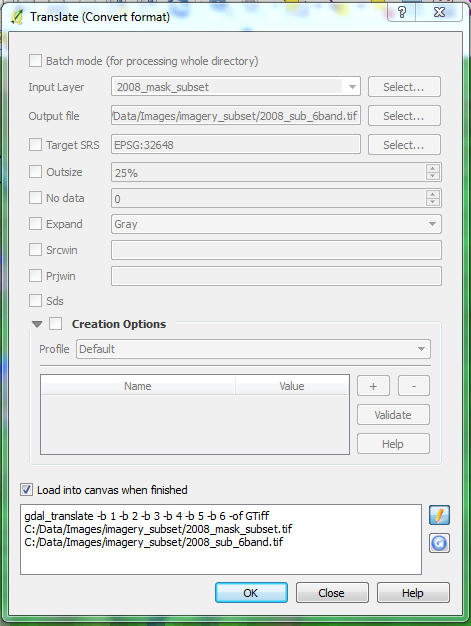 Translate (Convert format)
Batch mode (for processing whole directory)
Input Layer 2008_mask_subset Select...
Output file /Data/Images/imagery_subset/2008_sub_6band.tif Select...
Target SRS EPSG:32648 Select...
Outsize 25%
No data 0
Expand Gray
Srcwin
Prjwin
Sds
Creation Options
Profile Default
Name Value + -
Validate
Help
Load into canvas when finished
gdal_translate -b 1 -b 2 -b 3 -b 4 -b 5 -b 6 -of GTiff
C:/Data/Images/imagery_subset/2008_mask_subset.tif
C:/Data/Images/imagery_subset/2008_sub_6band.tif
OK Close Help